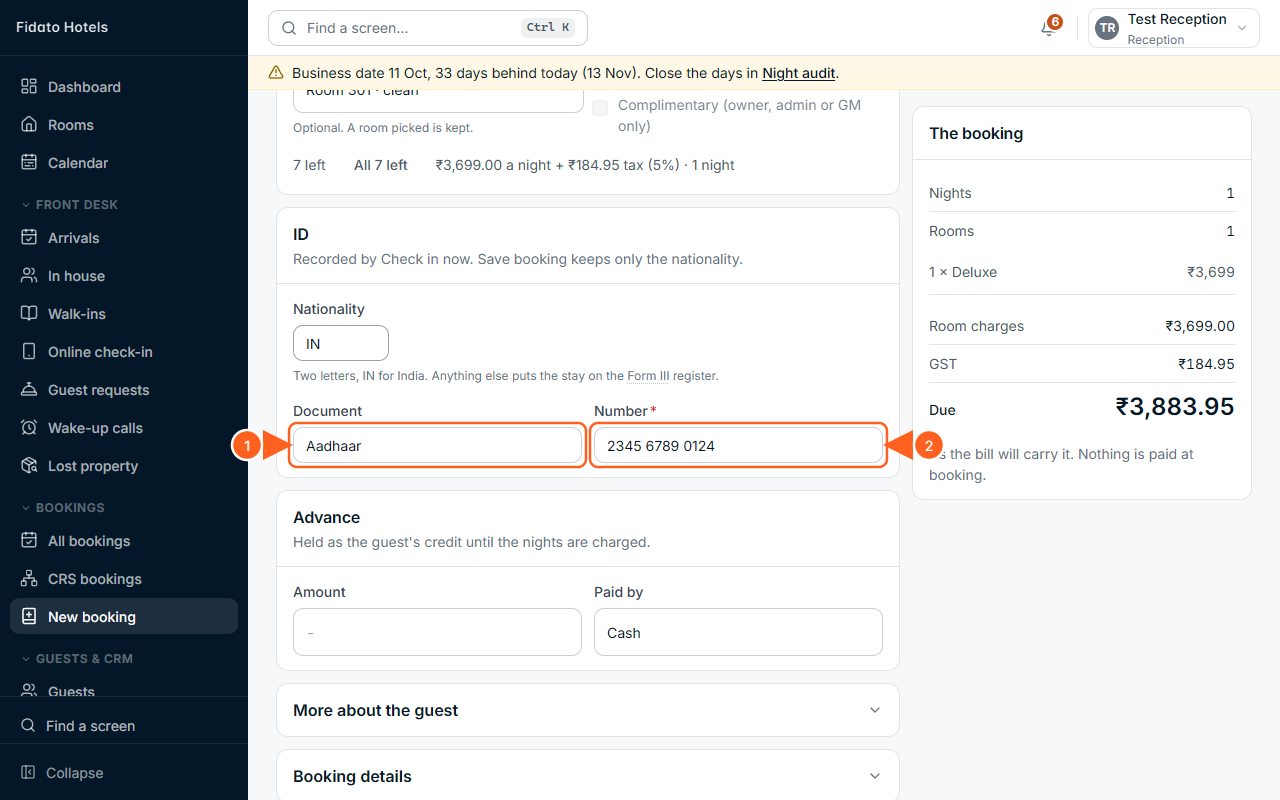 Fidato Hotels
Dashboard
Rooms
Calendar
FRONT DESK
Arrivals
In house
Walk-ins
Online check-in
Guest requests
Wake-up calls
Lost property
BOOKINGS
All bookings
CRS bookings
New booking
GUESTS & CRM
Guests
Find a screen
Collapse
Find a screen... Ctrl K
6
TR
Test Reception
Reception
Business date 11 Oct, 33 days behind today (13 Nov). Close the days in Night audit.
Room 301 · clean
Optional. A room picked is kept.
Complimentary (owner, admin or GM
only)
7 left All 7 left ₹3,699.00 a night + ₹184.95 tax (5%) · 1 night
ID
Recorded by Check in now. Save booking keeps only the nationality.
Nationality
IN
Two letters, IN for India. Anything else puts the stay on the Form III register.
Document Number *
1 Aadhaar 2345 6789 0124 2
Advance
Held as the guest's credit until the nights are charged.
Amount Paid by
- Cash
More about the guest
Booking details
The booking
Nights 1
Rooms 1
1 × Deluxe ₹3,699
Room charges ₹3,699.00
GST ₹184.95
Due ₹3,883.95
the bill will carry it. Nothing is paid at
booking.